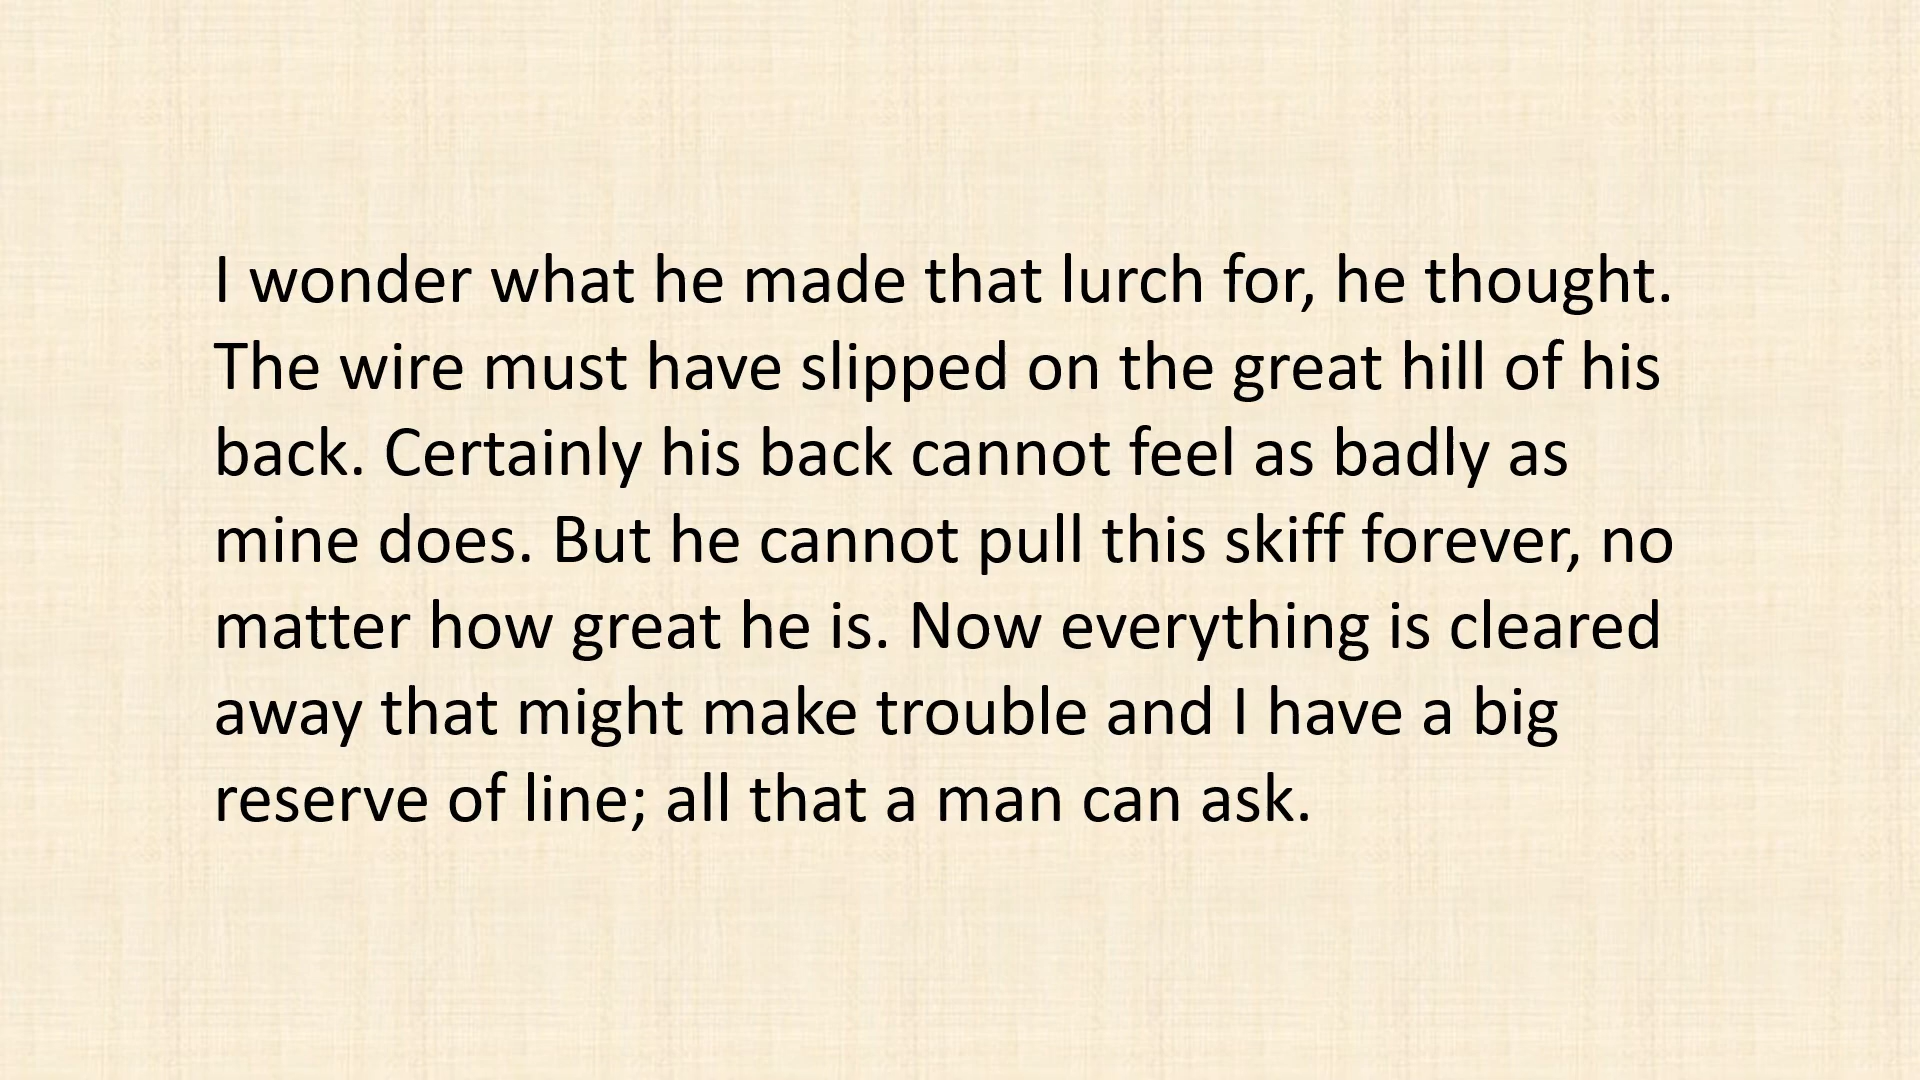 I wonder what he made that lurch for, he thought.
The wire must have slipped on the great hill of his
back. Certainly his back cannot feel as badly as
mine does. But he cannot pull this skiff forever, no
matter how great he is. Now everything is cleared
away that might make trouble and I have a big
reserve of line; all that a man can ask.